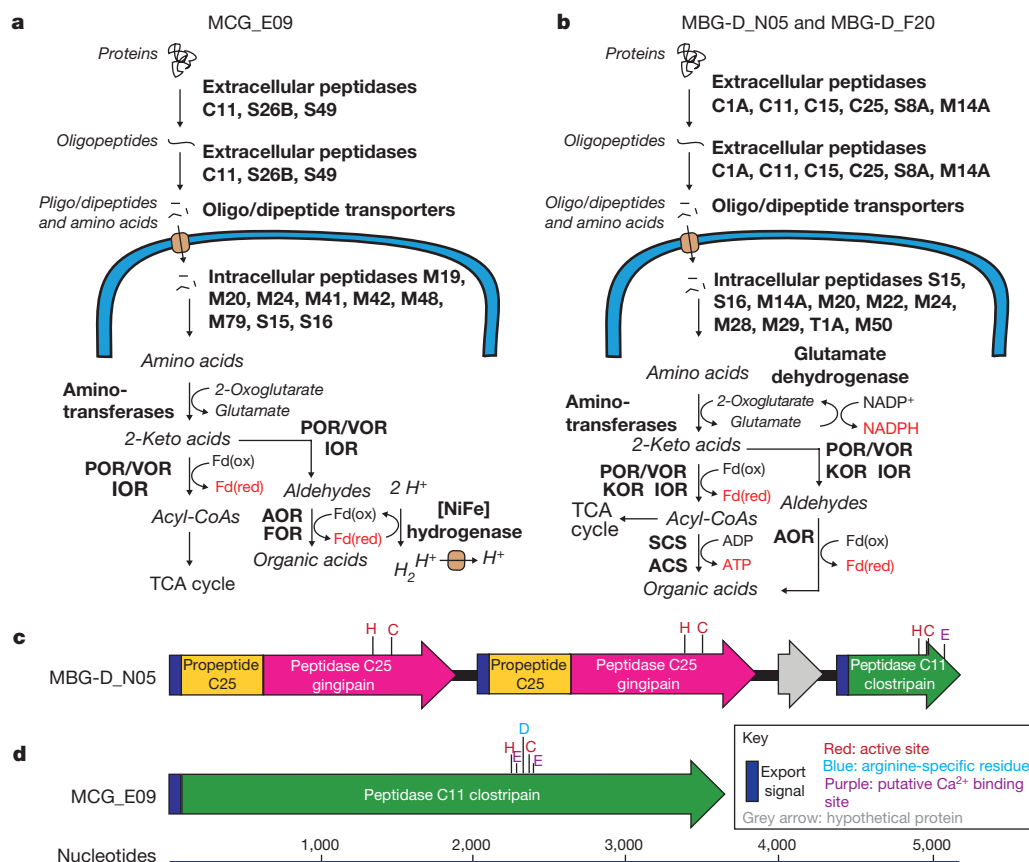 a MCG_E09
Proteins
Extracellular peptidases
C11, S26B, S49
Oligopeptides
Extracellular peptidases
C11, S26B, S49
Pligo/dipeptides
and amino acids
Oligo/dipeptide transporters
Intracellular peptidases M19,
M20, M24, M41, M42, M48,
M79, S15, S16
Amino acids
Amino-
transferases
2-Oxoglutarate
Glutamate
2-Keto acids
POR/VOR
IOR
POR/VOR
IOR
Fd(ox)
Fd(red)
Acyl-CoAs
TCA cycle
Aldehydes
2 H⁺
AOR
FOR
Fd(ox)
Fd(red)
[NiFe]
hydrogenase
Organic acids
H₂
H⁺
H⁺
b MBG-D_N05 and MBG-D_F20
Proteins
Extracellular peptidases
C1A, C11, C15, C25, S8A, M14A
Oligopeptides
Extracellular peptidases
C1A, C11, C15, C25, S8A, M14A
Oligo/dipeptides
and amino acids
Oligo/dipeptide transporters
Intracellular peptidases S15,
S16, M14A, M20, M22, M24,
M28, M29, T1A, M50
Amino acids
Glutamate
dehydrogenase
Amino-
transferases
2-Oxoglutarate
Glutamate
NADP⁺
NADPH
2-Keto acids
POR/VOR
KOR IOR
POR/VOR
KOR IOR
Fd(ox)
Fd(red)
Aldehydes
TCA
cycle
Acyl-CoAs
SCS
ACS
ADP
ATP
AOR
Fd(ox)
Fd(red)
Organic acids
c
H C
H C
H C E
MBG-D_N05
Propeptide
C25
Peptidase C25
gingipain
Propeptide
C25
Peptidase C25
gingipain
Peptidase C11
clostripain
d
D
H C
E E
MCG_E09
Peptidase C11 clostripain
Key
Export
signal
Red: active site
Blue: arginine-specific residue
Purple: putative Ca²⁺ binding
site
Grey arrow: hypothetical protein
Nucleotides 1,000 2,000 3,000 4,000 5,000